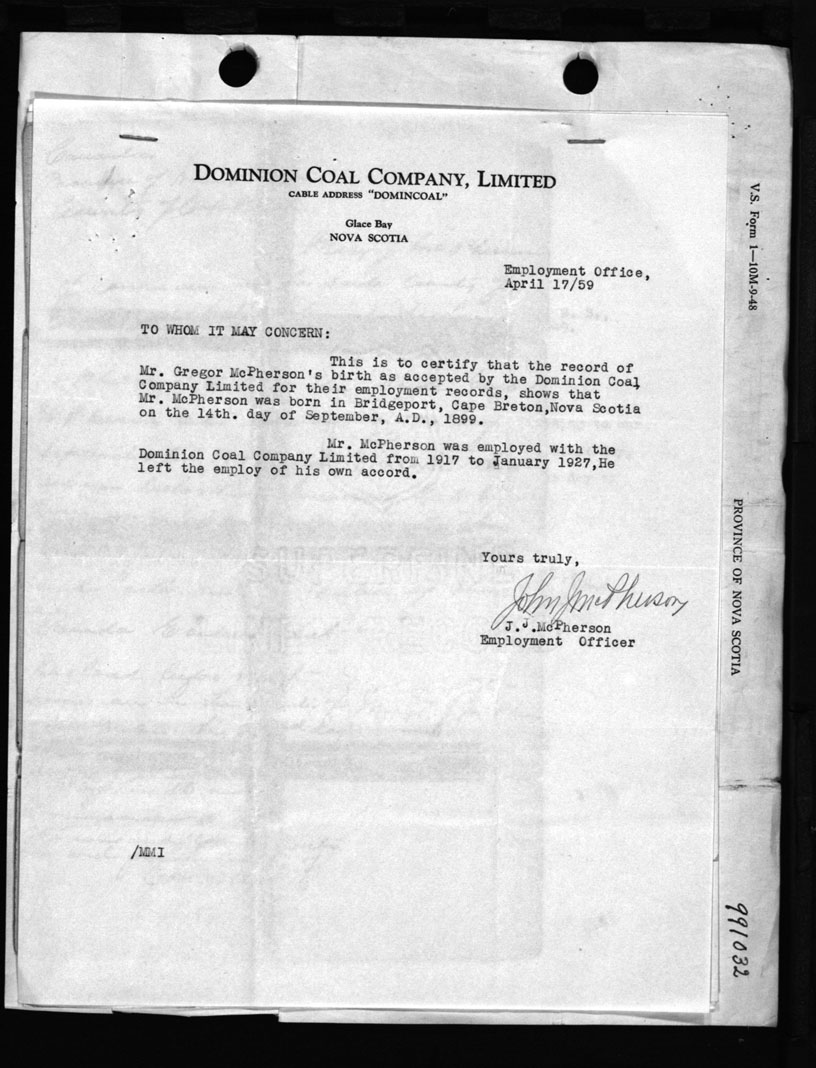 DOMINION COAL COMPANY, LIMITED
CABLE ADDRESS "DOMINCOAL"
Glace Bay
NOVA SCOTIA
Employment Office,
April 17/59
TO WHOM IT MAY CONCERN:
This is to certify that the record of
Mr. Gregor McPherson's birth as accepted by the Dominion Coal
Company Limited for their employment records, shows that
Mr. McPherson was born in Bridgeport, Cape Breton,Nova Scotia
on the 14th. day of September, A.D., 1899.
Mr. McPherson was employed with the
Dominion Coal Company Limited from 1917 to January 1927,He
left the employ of his own accord.
Yours truly,
John J McPherson
J.J.McPherson
Employment Officer
/MMI
V.S. Form 1—10M-9-48
PROVINCE OF NOVA SCOTIA
991032